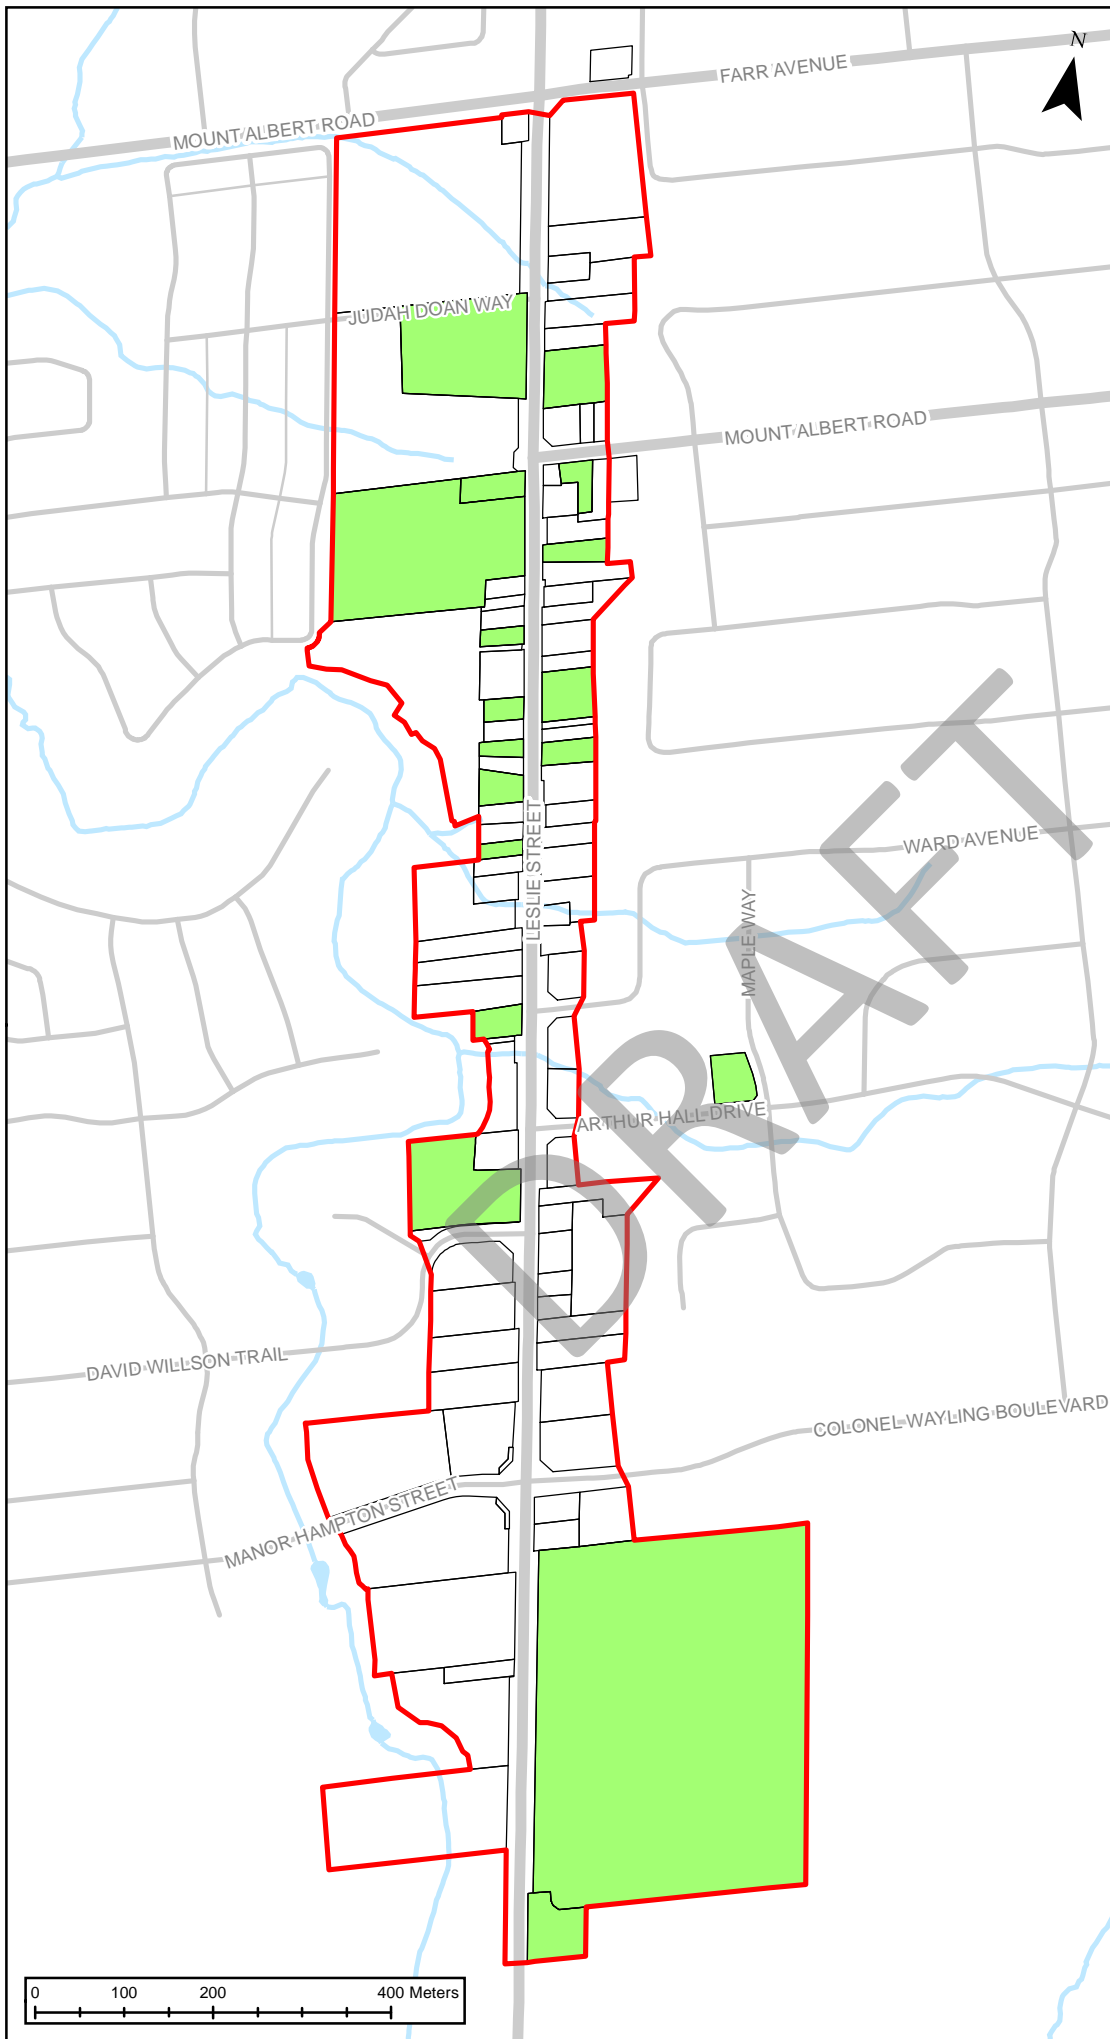 N
FARR AVENUE
MOUNT ALBERT ROAD
JUDAH DOAN WAY
MOUNT ALBERT ROAD
LESLIE STREET
WARD AVENUE
MAPLE WAY
ARTHUR HALL DRIVE
DRAFT
DAVID WILLSON TRAIL
COLONEL WAYLING BOULEVARD
MANOR HAMPTON STREET
0 100 200 400 Meters